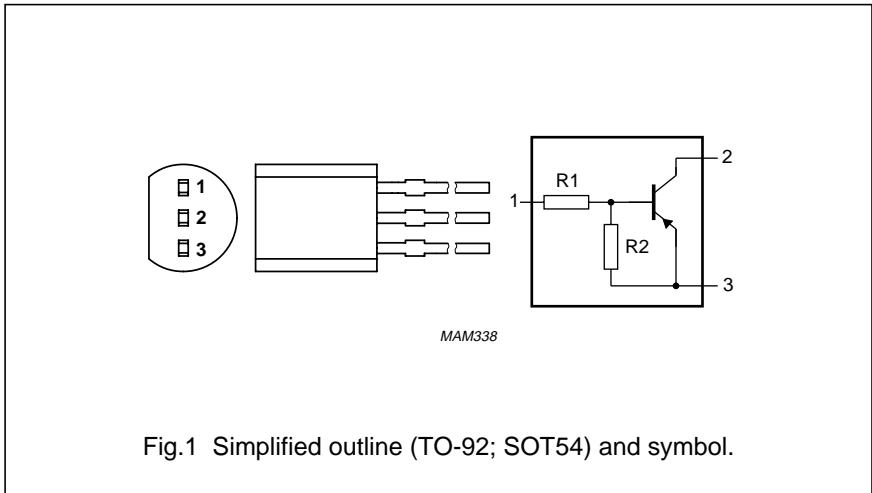 1
2
3
1
R1
R2
2
3
MAM338
Fig.1 Simplified outline (TO-92; SOT54) and symbol.